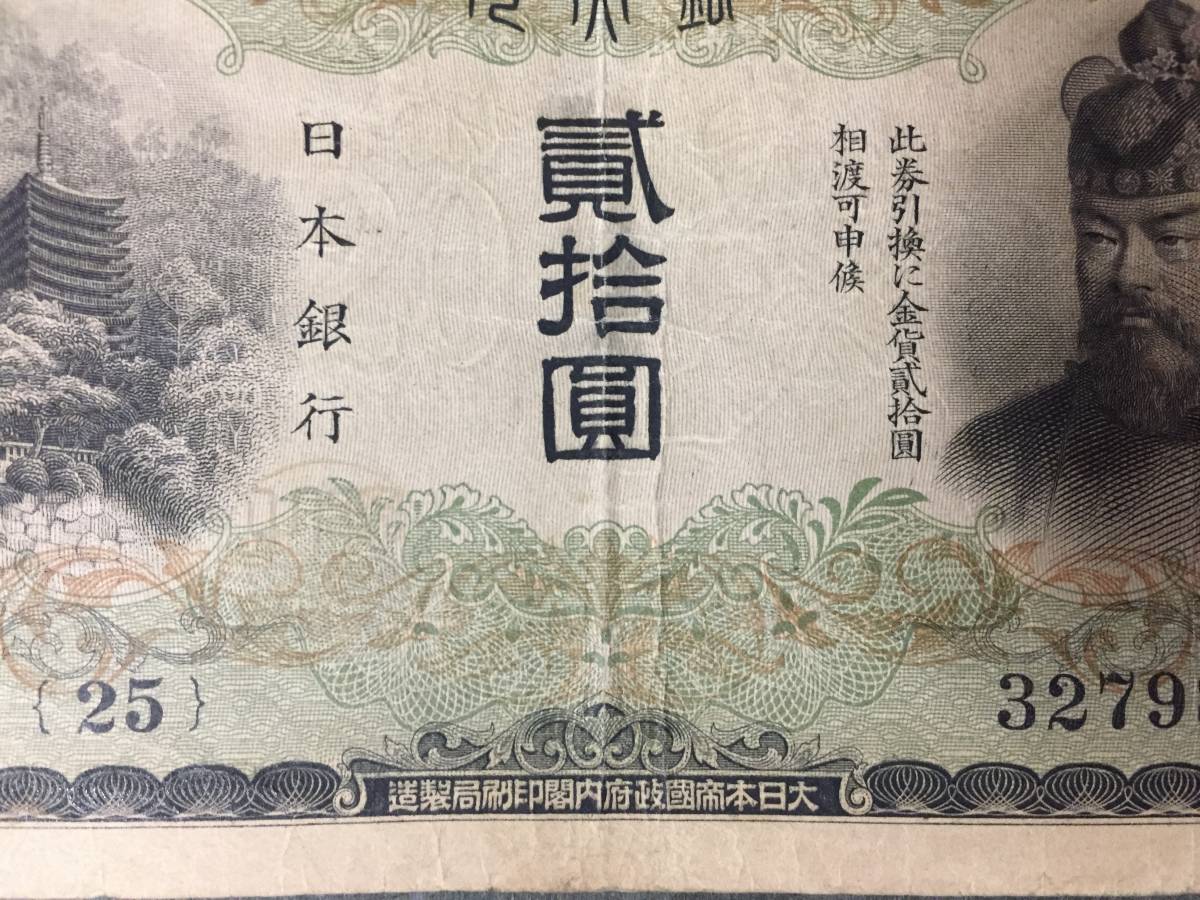 此券引換に金貨貳拾圓
相渡可申候
貳拾圓
日本銀行
{25}
3279
大日本帝國政府内閣印刷局製造